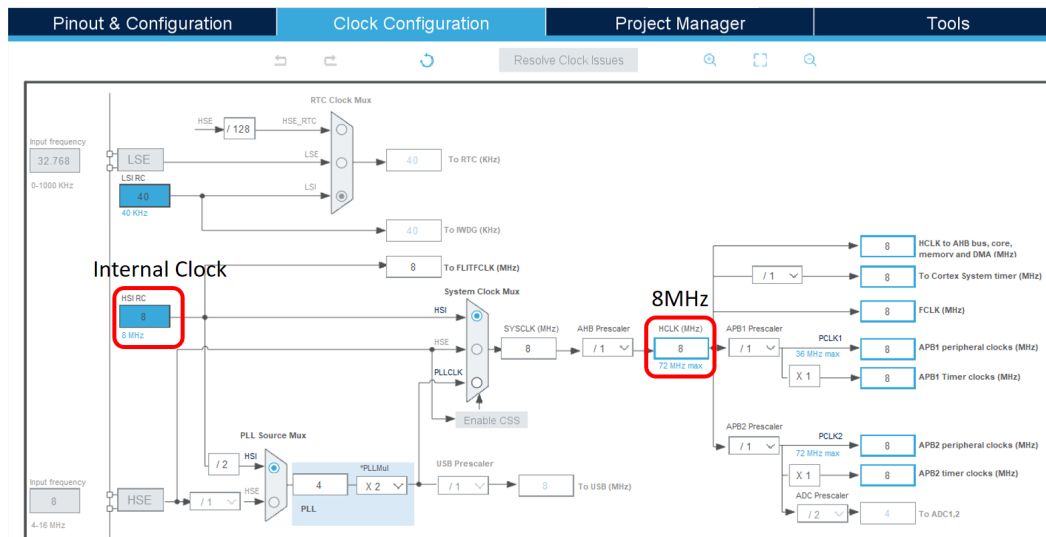 Pinout & Configuration
Clock Configuration
Project Manager
Tools
Resolve Clock Issues
RTC Clock Mux
HSE
/ 128
HSE_RTC
Input frequency
32.768
0-1000 KHz
LSE
LSE
40
To RTC (KHz)
LSI RC
40
40 KHz
LSI
40
To IWDG (KHz)
8
To FLITFCLK (MHz)
Internal Clock
HSI RC
8
8 MHz
System Clock Mux
HSI
HSE
PLLCLK
SYSCLK (MHz)
8
AHB Prescaler
/ 1
8MHz
HCLK (MHz)
8
72 MHz max
8
HCLK to AHB bus, core,
memory and DMA (MHz)
/ 1
8
To Cortex System timer (MHz)
8
FCLK (MHz)
APB1 Prescaler
/ 1
PCLK1
36 MHz max
8
APB1 peripheral clocks (MHz)
X 1
8
APB1 Timer clocks (MHz)
Enable CSS
APB2 Prescaler
/ 1
PCLK2
72 MHz max
8
APB2 peripheral clocks (MHz)
X 1
8
APB2 timer clocks (MHz)
ADC Prescaler
/ 2
4
To ADC1,2
PLL Source Mux
/ 2
HSI
HSE
4
*PLLMul
X 2
PLL
USB Prescaler
/ 1
8
To USB (MHz)
Input frequency
8
4-16 MHz
HSE
/ 1